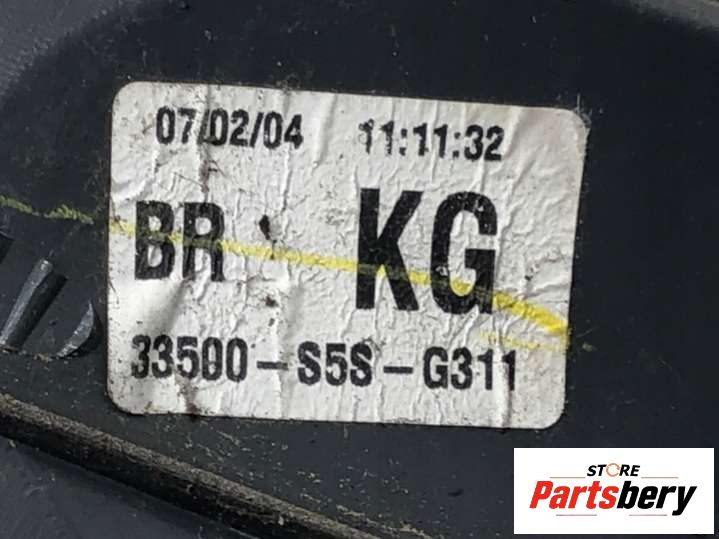 07/02/04 11:11:32
BR KG
33500-S5S-G311
STORE
Partsbery